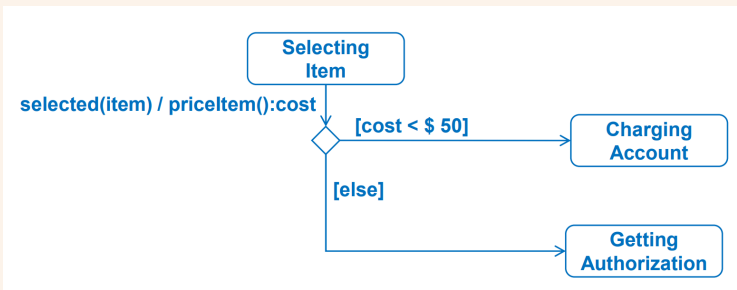 Selecting
Item
selected(item) / priceItem():cost
[cost < $ 50]
Charging
Account
[else]
Getting
Authorization